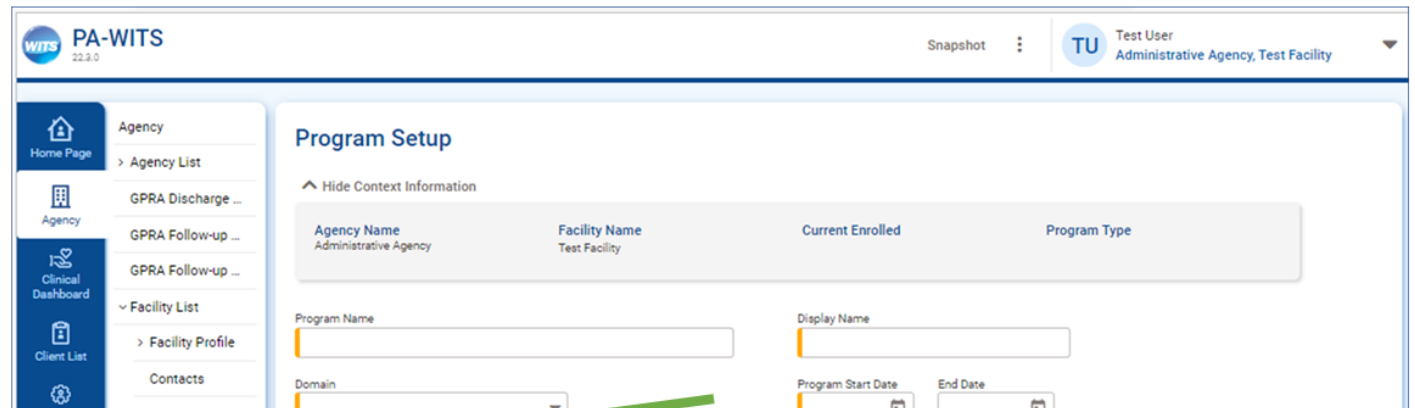 WITS
PA-WITS
22.3.0
Snapshot
TU
Test User
Administrative Agency, Test Facility
Home Page
Agency
Clinical
Dashboard
Client List
Agency
> Agency List
GPRA Discharge ...
GPRA Follow-up ...
GPRA Follow-up ...
Facility List
> Facility Profile
Contacts
Program Setup
Hide Context Information
Agency Name
Administrative Agency
Facility Name
Test Facility
Current Enrolled
Program Type
Program Name
Display Name
Domain
Program Start Date
End Date